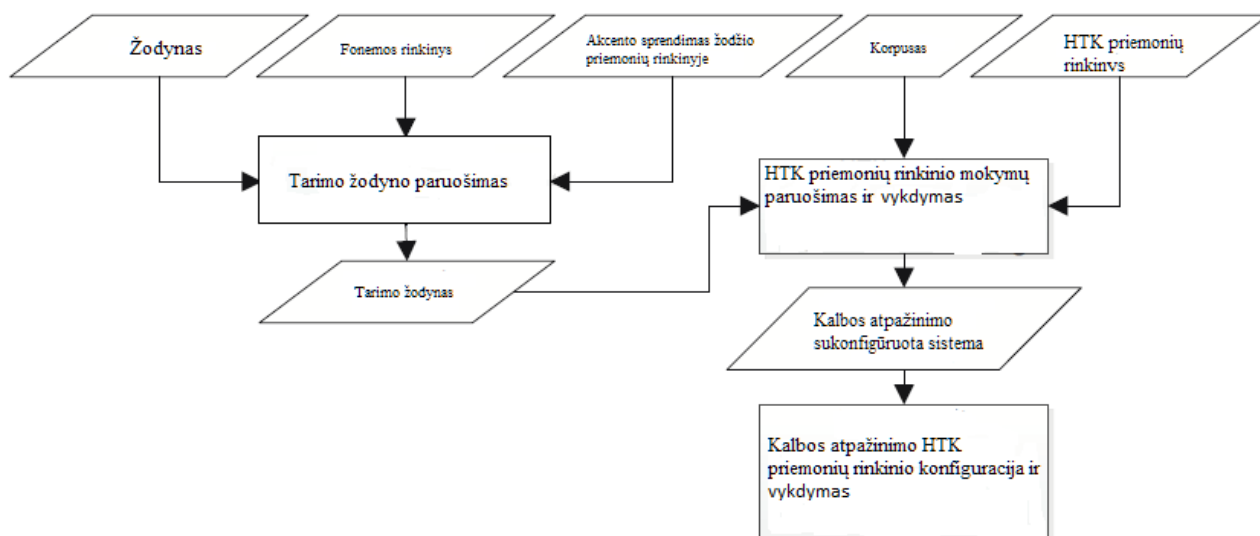 Žodynas
Fonemos rinkinys
Akcento sprendimas žodžio
priemonių rinkinyje
Korpusas
HTK priemonių
rinkinys
Tarimo žodyno paruošimas
HTK priemonių rinkinio mokymų
paruošimas ir vykdymas
Tarimo žodynas
Kalbos atpažinimo
sukonfigūruota sistema
Kalbos atpažinimo HTK
priemonių rinkinio konfiguracija ir
vykdymas